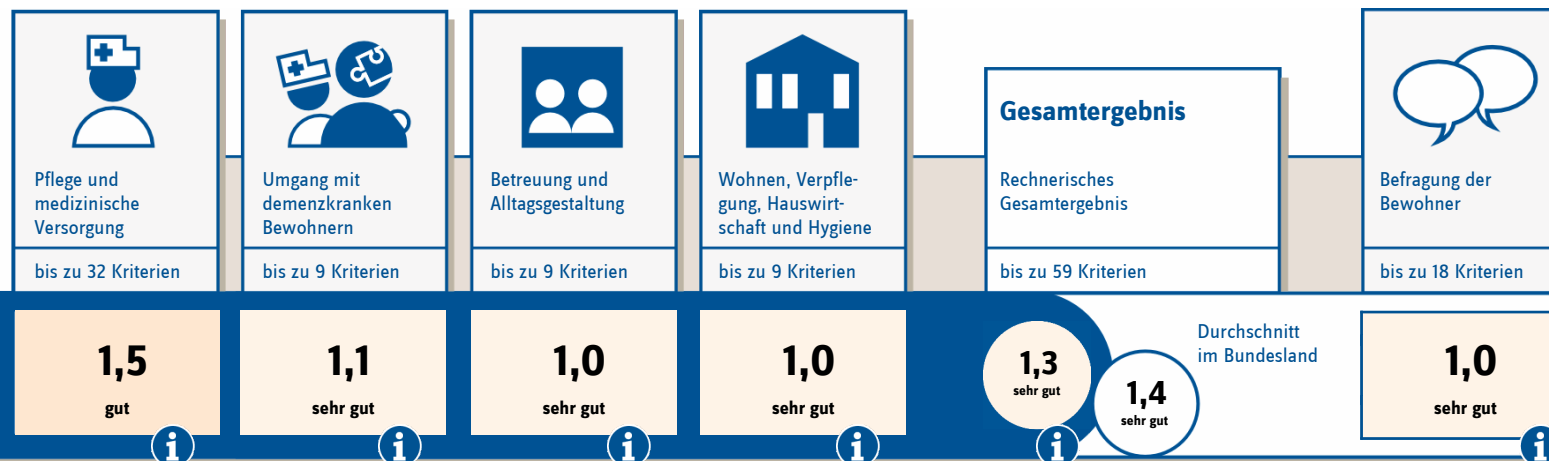 Pflege und
medizinische
Versorgung
bis zu 32 Kriterien
1,5
gut
i
Umgang mit
demenzkranken
Bewohnern
bis zu 9 Kriterien
1,1
sehr gut
i
Betreuung und
Alltagsgestaltung
bis zu 9 Kriterien
1,0
sehr gut
i
Wohnen, Verpfle-
gung, Hauswirt-
schaft und Hygiene
bis zu 9 Kriterien
1,0
sehr gut
i
Gesamtergebnis
Rechnerisches
Gesamtergebnis
bis zu 59 Kriterien
1,3
sehr gut
i
1,4
sehr gut
Durchschnitt
im Bundesland
Befragung der
Bewohner
bis zu 18 Kriterien
1,0
sehr gut
i